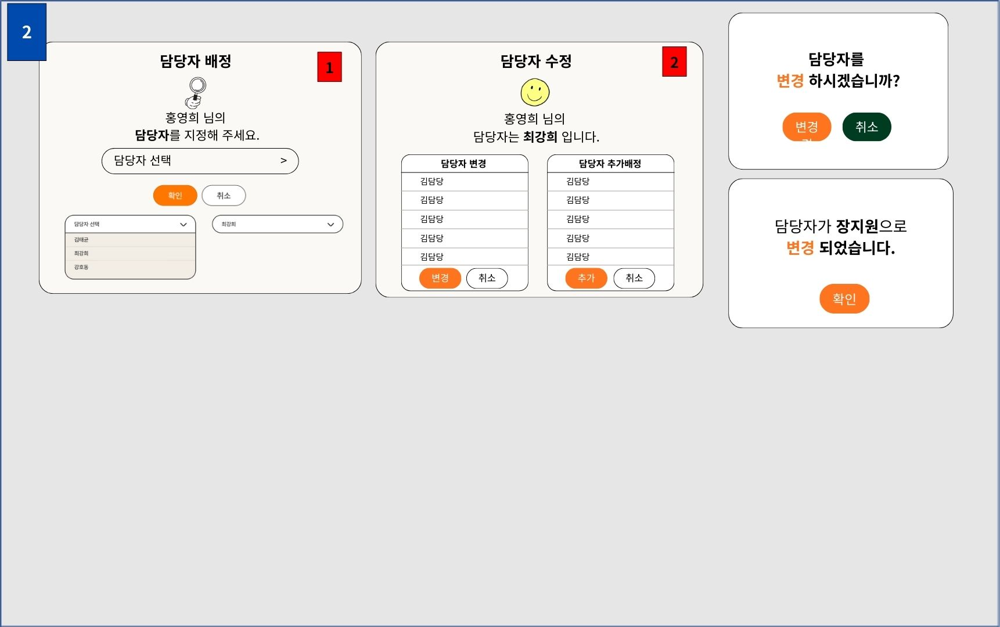 2
담당자 배정
1
홍영희 님의
담당자를 지정해 주세요.
담당자 선택 >
확인 취소
담당자 선택
김태균
최강희
강호동
최강희
담당자 수정
2
홍영희 님의
담당자는 최강희 입니다.
담당자 변경
김담당
김담당
김담당
김담당
김담당
변경 취소
담당자 추가배정
김담당
김담당
김담당
김담당
김담당
추가 취소
담당자를
변경 하시겠습니까?
변경 취소
담당자가 장지원으로
변경 되었습니다.
확인